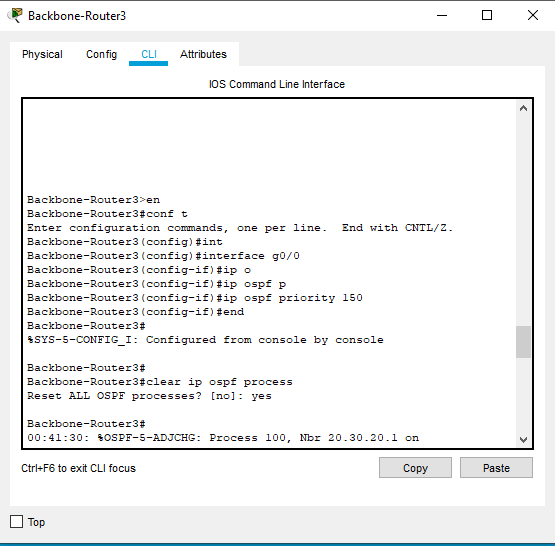 Backbone-Router3
Physical Config CLI Attributes
IOS Command Line Interface
Backbone-Router3>en
Backbone-Router3#conf t
Enter configuration commands, one per line.  End with CNTL/Z.
Backbone-Router3(config)#int
Backbone-Router3(config)#interface g0/0
Backbone-Router3(config-if)#ip o
Backbone-Router3(config-if)#ip ospf p
Backbone-Router3(config-if)#ip ospf priority 150
Backbone-Router3(config-if)#end
Backbone-Router3#
%SYS-5-CONFIG_I: Configured from console by console
Backbone-Router3#
Backbone-Router3#clear ip ospf process
Reset ALL OSPF processes? [no]: yes
Backbone-Router3#
00:41:30: %OSPF-5-ADJCHG: Process 100, Nbr 20.30.20.1 on
Ctrl+F6 to exit CLI focus
Copy Paste
Top